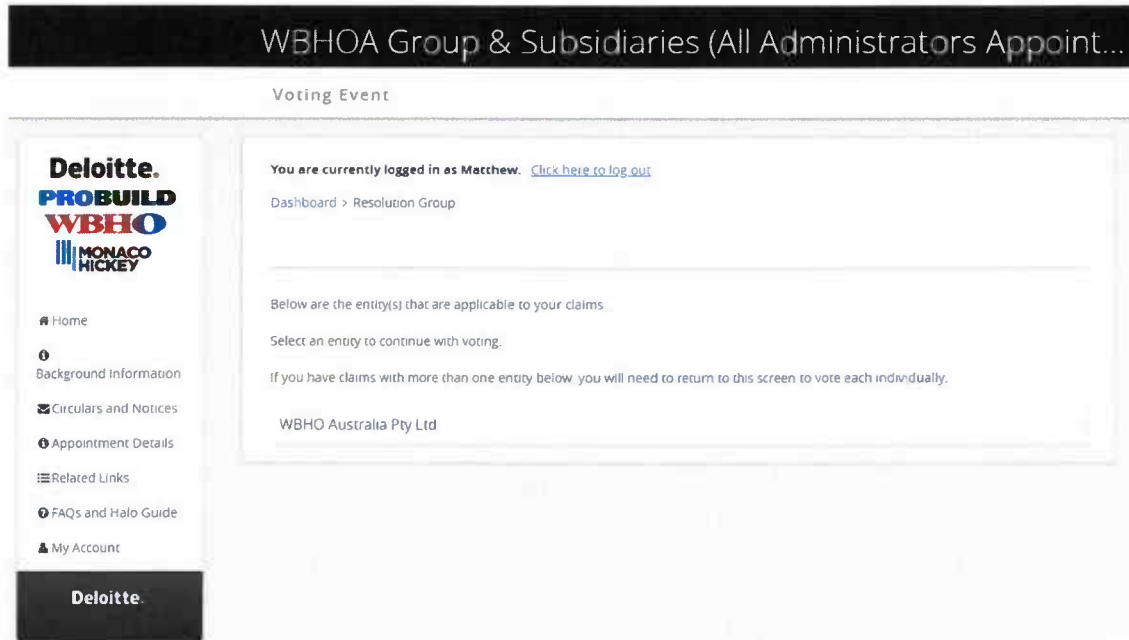 WBHOA Group & Subsidiaries (All Administrators Appoint...
Voting Event
Deloitte.
PROBUILD
WBHO
MONACO
HICKEY
Home
Background Information
Circulars and Notices
Appointment Details
Related Links
FAQs and Halo Guide
My Account
Deloitte.
You are currently logged in as Matthew. Click here to log out
Dashboard > Resolution Group
Below are the entity(s) that are applicable to your claims
Select an entity to continue with voting.
If you have claims with more than one entity below you will need to return to this screen to vote each individually.
WBHO Australia Pty Ltd